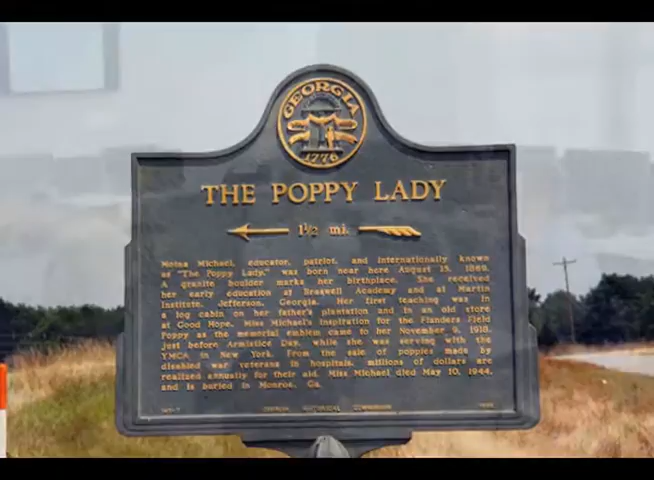 GEORGIA
1776
THE POPPY LADY
1½ mi.
Moina Michael, educator, patriot, and internationally known
as "The Poppy Lady," was born near here August 15, 1869.
A granite boulder marks her birthplace. She received
her early education at Braswell Academy and at Martin
Institute, Jefferson, Georgia. Her first teaching was in
a log cabin on her father's plantation and in an old store
at Good Hope. Miss Michael's inspiration for the Flanders Field
Poppy as the memorial emblem came to her November 9, 1918,
just before Armistice Day, while she was serving with the
YMCA in New York. From the sale of poppies made by
disabled war veterans in hospitals, millions of dollars are
realized annually for their aid. Miss Michael died May 10, 1944,
and is buried in Monroe, Ga.
GEORGIA HISTORICAL COMMISSION